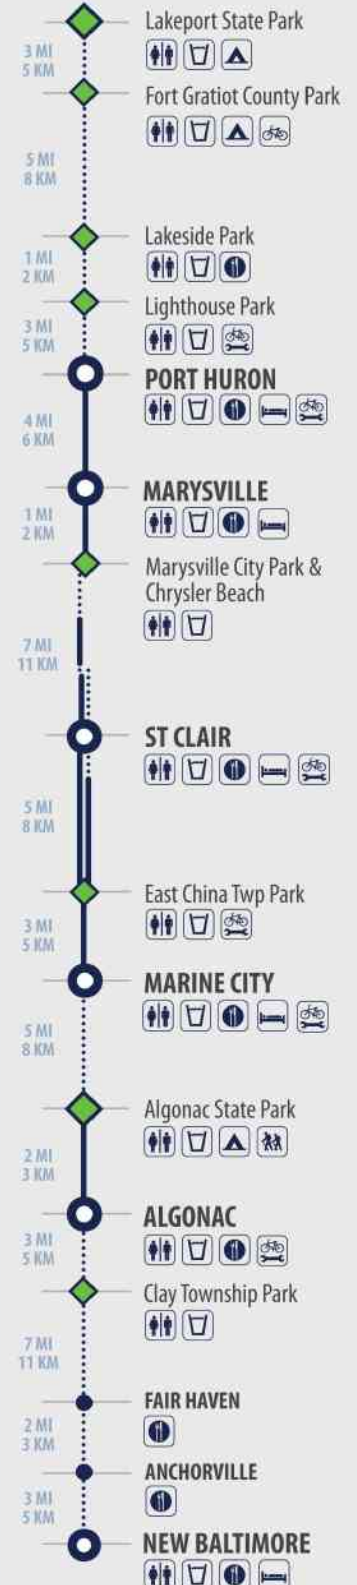 Lakeport State Park
3 MI
5 KM
Fort Gratiot County Park
5 MI
8 KM
Lakeside Park
1 MI
2 KM
Lighthouse Park
3 MI
5 KM
PORT HURON
4 MI
6 KM
MARYSVILLE
1 MI
2 KM
Marysville City Park &
Chrysler Beach
7 MI
11 KM
ST CLAIR
5 MI
8 KM
East China Twp Park
3 MI
5 KM
MARINE CITY
5 MI
8 KM
Algonac State Park
2 MI
3 KM
ALGONAC
3 MI
5 KM
Clay Township Park
7 MI
11 KM
FAIR HAVEN
2 MI
3 KM
ANCHORVILLE
3 MI
5 KM
NEW BALTIMORE